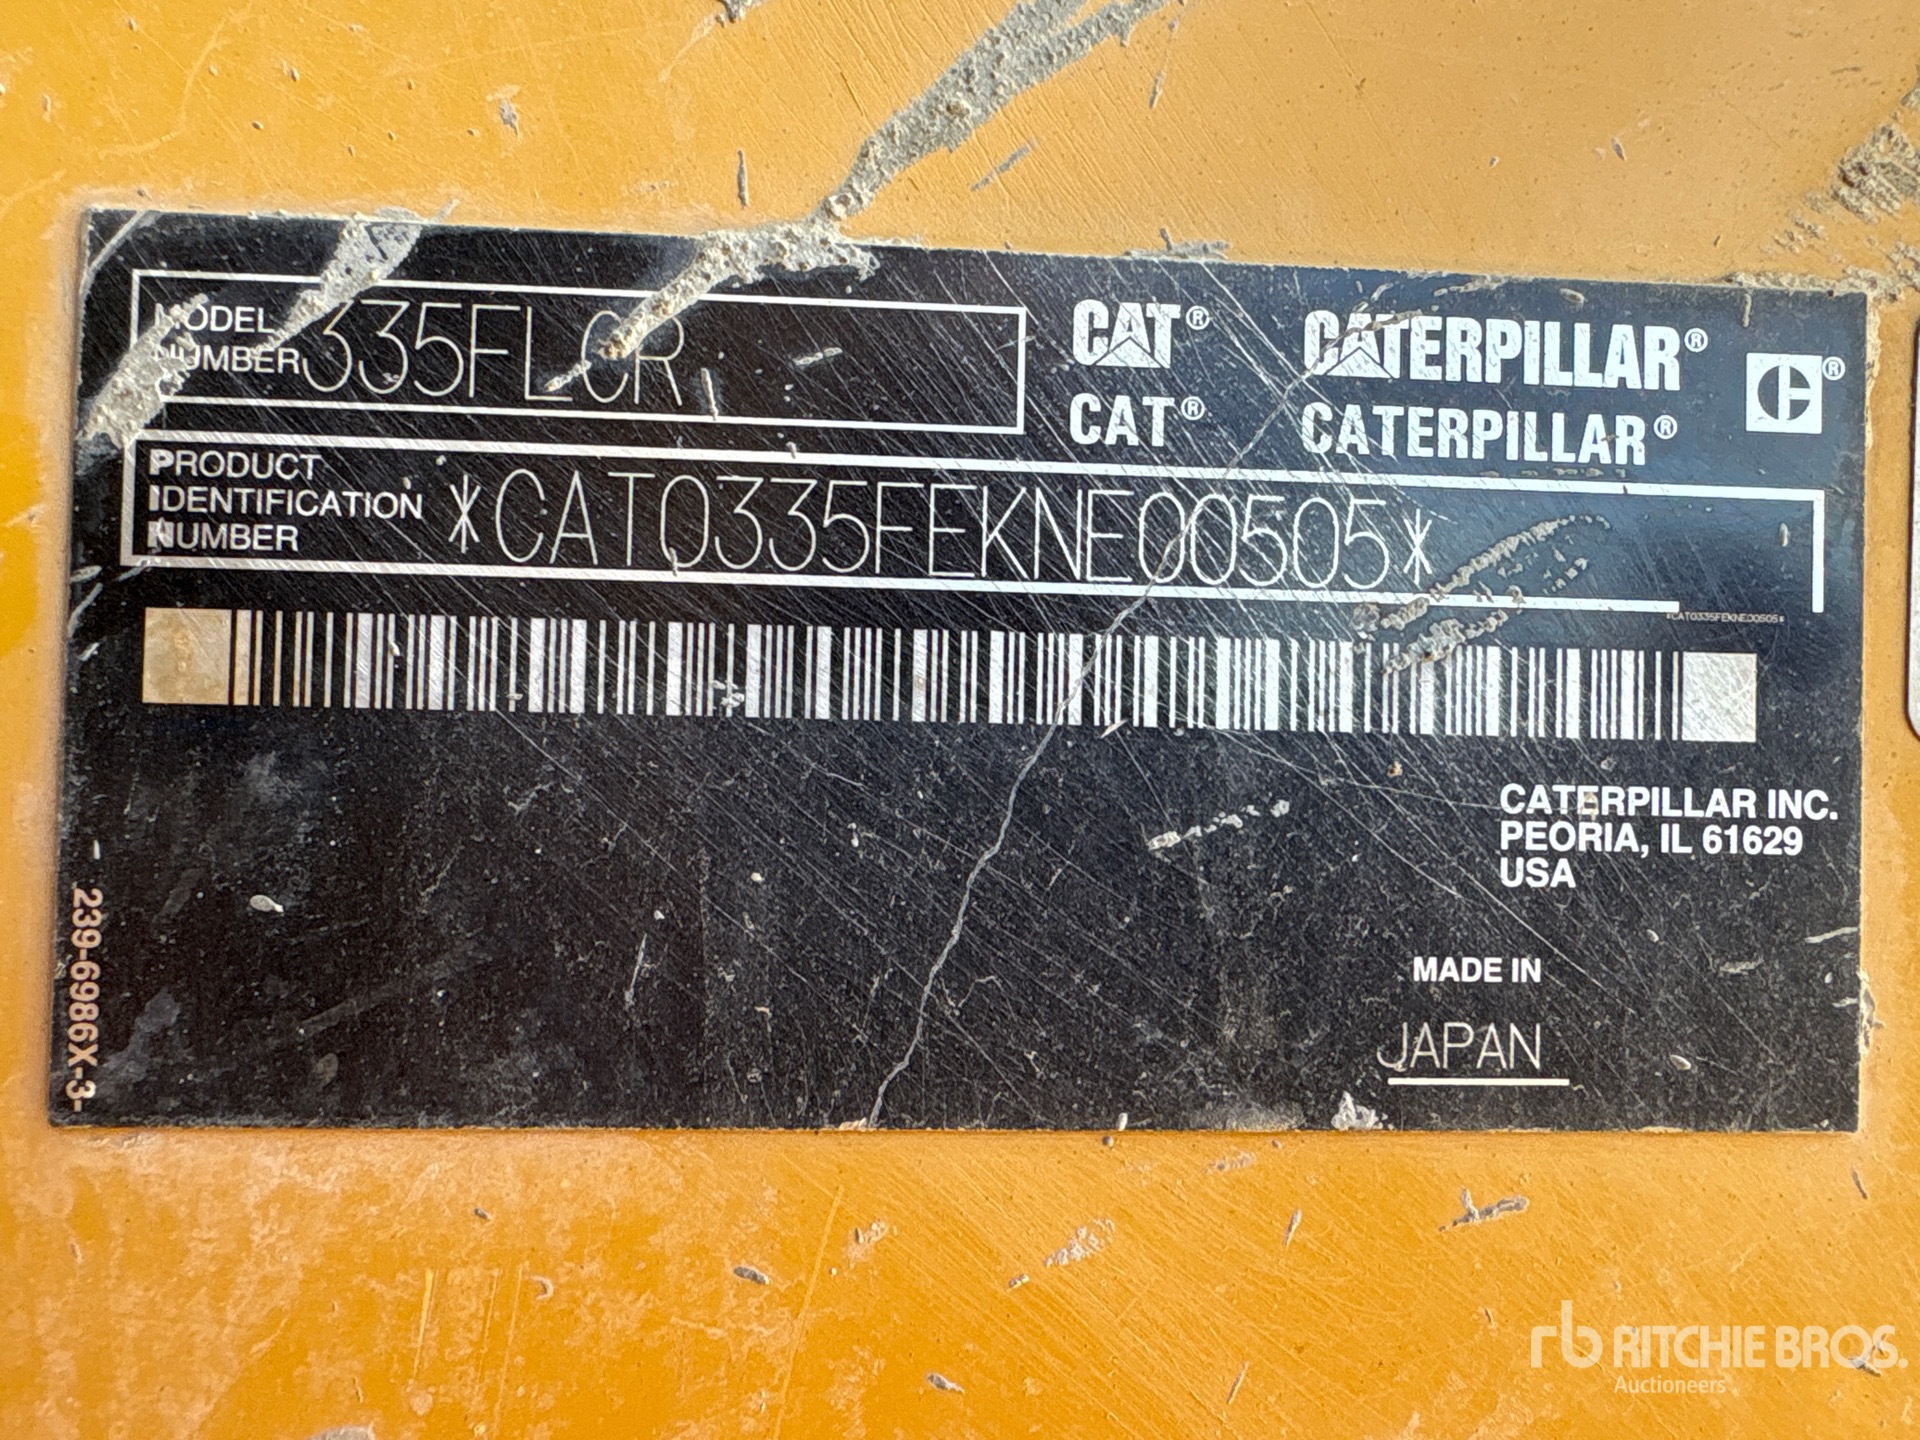 MODEL
NUMBER 335FLCR
CAT® CATERPILLAR®
CAT® CATERPILLAR®
C®
PRODUCT
IDENTIFICATION
NUMBER
*CAT0335FEKNE00505*
*CAT0335FEKNE00505*
CATERPILLAR INC.
PEORIA, IL 61629
USA
MADE IN
JAPAN
- 239-6986X-3-
rb RITCHIE BROS.
Auctioneers